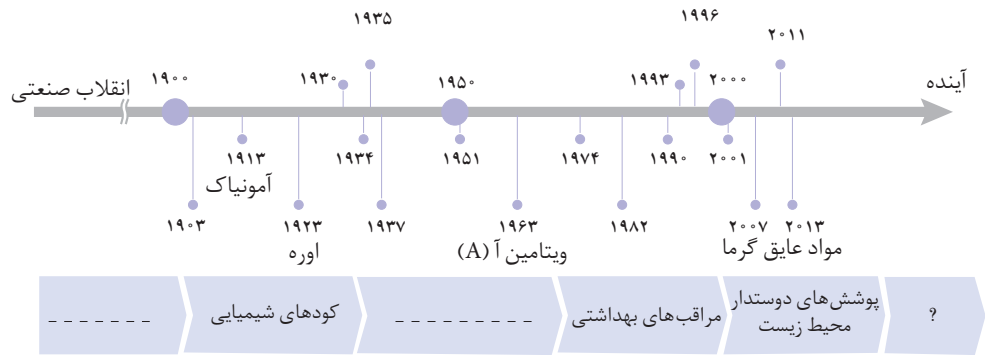 ۱۹۳۵
۱۹۹۶
۲۰۱۱
۱۹۰۰
۱۹۳۰
۱۹۵۰
۱۹۹۳
۲۰۰۰
انقلاب صنعتی
آینده
۱۹۱۳
آمونیاک
۱۹۳۴
۱۹۵۱
۱۹۷۴
۱۹۹۰
۲۰۰۱
۱۹۰۳
۱۹۲۳
اوره
۱۹۳۷
۱۹۶۳
ویتامین آ (A)
۱۹۸۲
۲۰۰۷
۲۰۱۳
مواد عایق گرما
_ _ _ _ _ _ _
کودهای شیمیایی
_ _ _ _ _ _ _ _ _
مراقب‌های بهداشتی
پوشش‌های دوستدار
محیط زیست
?